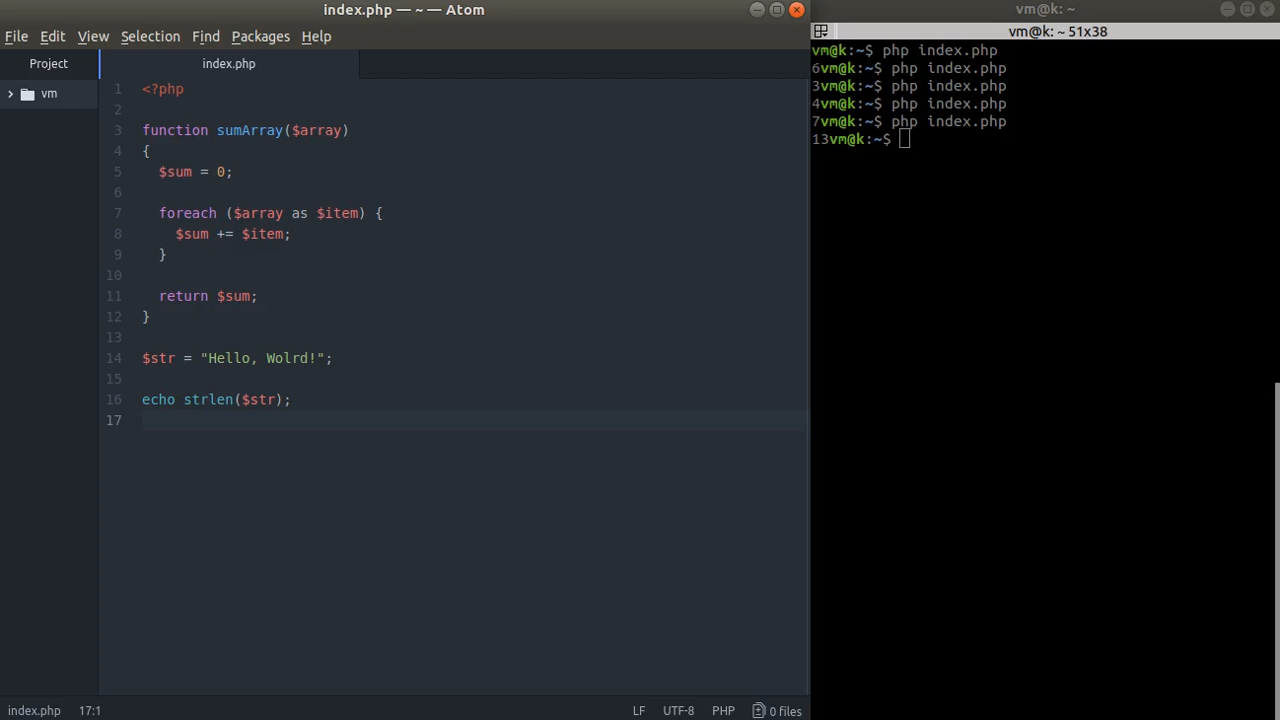 index.php — ~ — Atom
File Edit View Selection Find Packages Help
Project
vm
index.php
1 <?php
2
3 function sumArray($array)
4 {
5 $sum = 0;
6
7 foreach ($array as $item) {
8 $sum += $item;
9 }
10
11 return $sum;
12 }
13
14 $str = "Hello, Wolrd!";
15
16 echo strlen($str);
17
index.php 17:1 LF UTF-8 PHP 0 files
vm@k: ~
vm@k: ~ 51x38
vm@k:~$ php index.php
6vm@k:~$ php index.php
3vm@k:~$ php index.php
4vm@k:~$ php index.php
7vm@k:~$ php index.php
13vm@k:~$